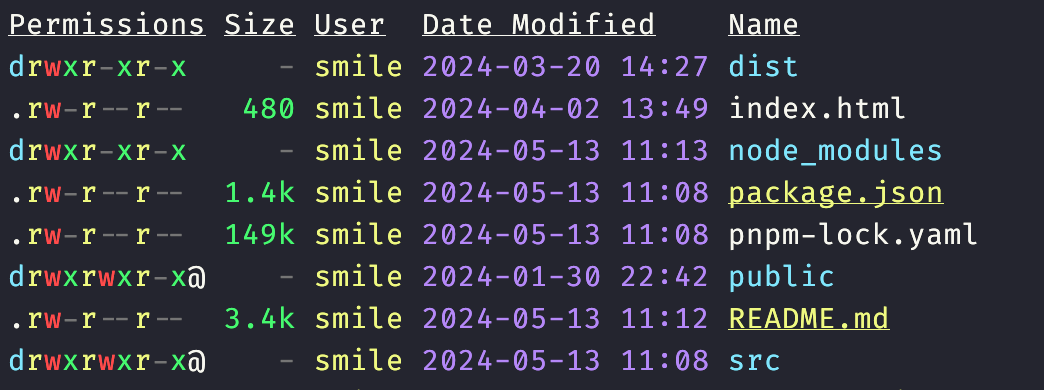 Permissions Size User  Date Modified    Name
drwxr-xr-x     - smile 2024-03-20 14:27 dist
.rw-r--r--   480 smile 2024-04-02 13:49 index.html
drwxr-xr-x     - smile 2024-05-13 11:13 node_modules
.rw-r--r--  1.4k smile 2024-05-13 11:08 package.json
.rw-r--r--  149k smile 2024-05-13 11:08 pnpm-lock.yaml
drwxrwxr-x@    - smile 2024-01-30 22:42 public
.rw-r--r--  3.4k smile 2024-05-13 11:12 README.md
drwxrwxr-x@    - smile 2024-05-13 11:08 src